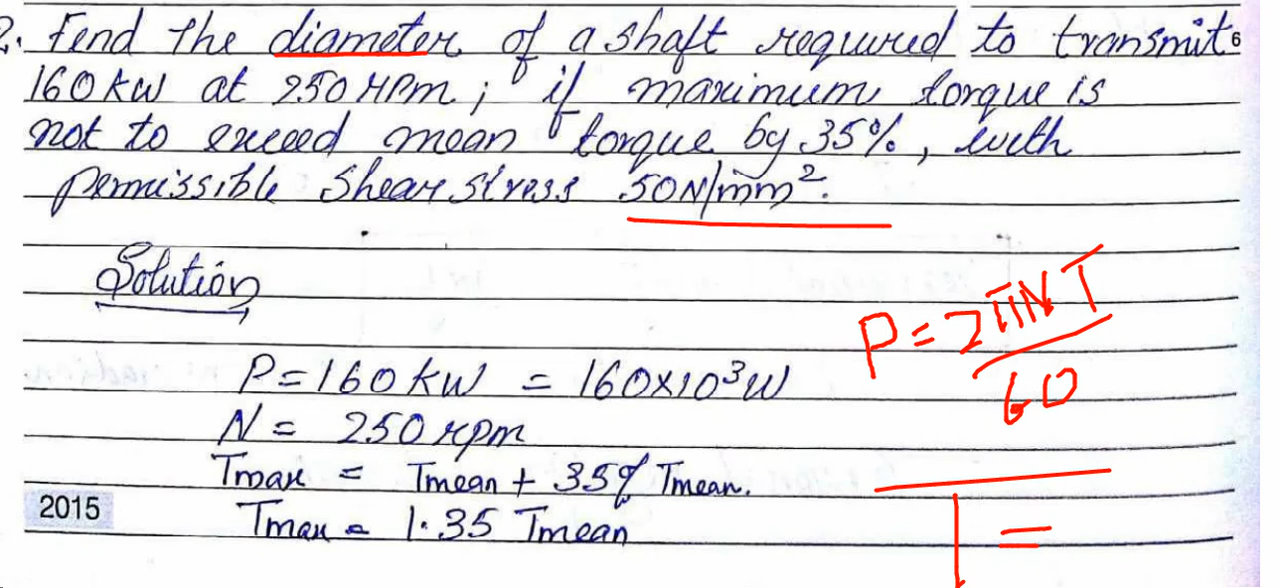 2. Find the diameter of a shaft required to transmit 6
160 kW at 250 rpm; if maximum torque is
not to exceed mean torque by 35%, with
permissible shear stress 50N/mm².
Solution
P = 2πNT / 60
P = 160 kW = 160×10³W
N = 250 rpm
Tmax = Tmean + 35% Tmean.
2015
Tmax = 1.35 Tmean
=